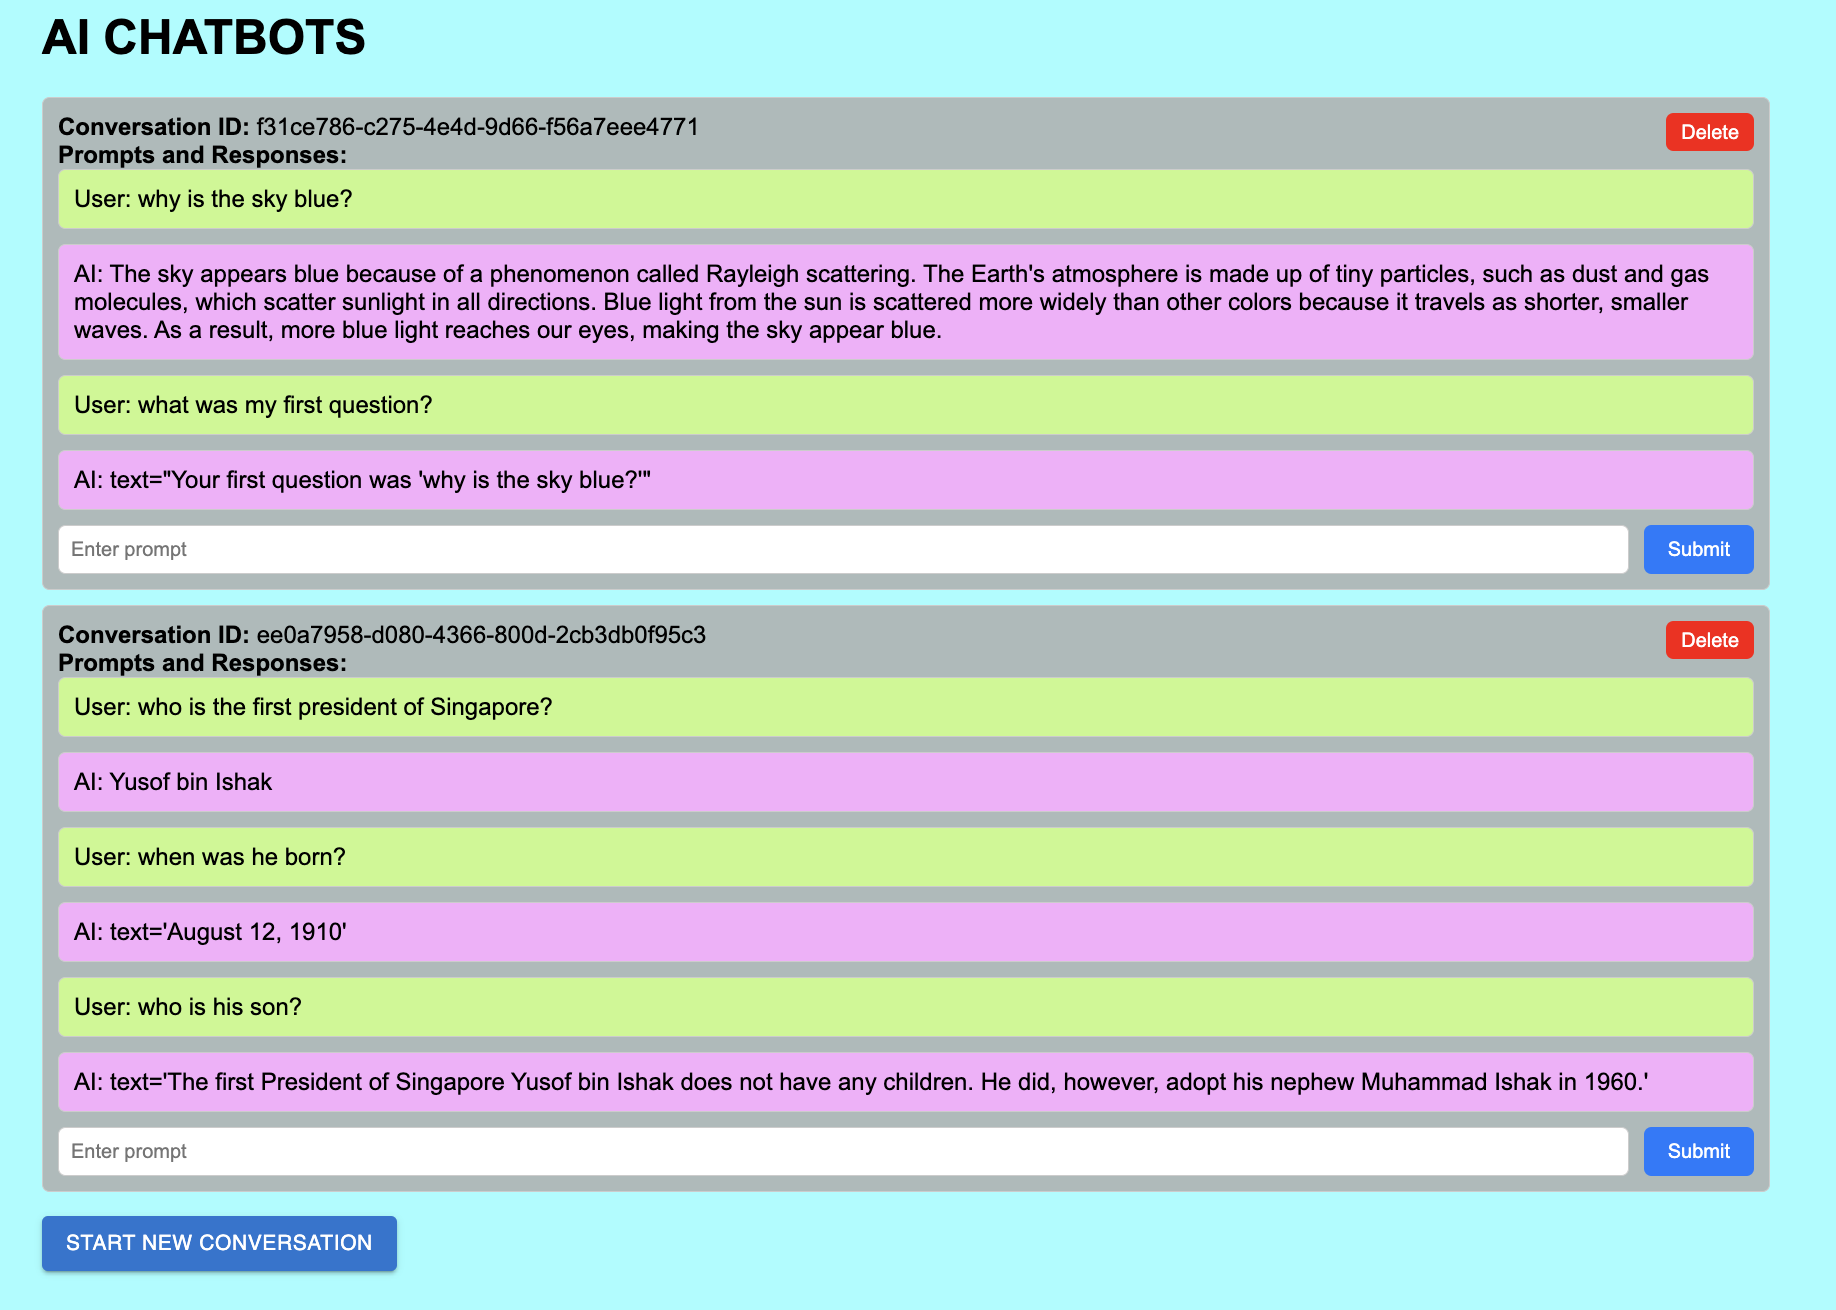 AI CHATBOTS
Conversation ID: f31ce786-c275-4e4d-9d66-f56a7eee4771
Delete
Prompts and Responses:
User: why is the sky blue?
AI: The sky appears blue because of a phenomenon called Rayleigh scattering. The Earth's atmosphere is made up of tiny particles, such as dust and gas
molecules, which scatter sunlight in all directions. Blue light from the sun is scattered more widely than other colors because it travels as shorter, smaller
waves. As a result, more blue light reaches our eyes, making the sky appear blue.
User: what was my first question?
AI: text="Your first question was 'why is the sky blue?'"
Enter prompt
Submit
Conversation ID: ee0a7958-d080-4366-800d-2cb3db0f95c3
Delete
Prompts and Responses:
User: who is the first president of Singapore?
AI: Yusof bin Ishak
User: when was he born?
AI: text='August 12, 1910'
User: who is his son?
AI: text='The first President of Singapore Yusof bin Ishak does not have any children. He did, however, adopt his nephew Muhammad Ishak in 1960.'
Enter prompt
Submit
START NEW CONVERSATION